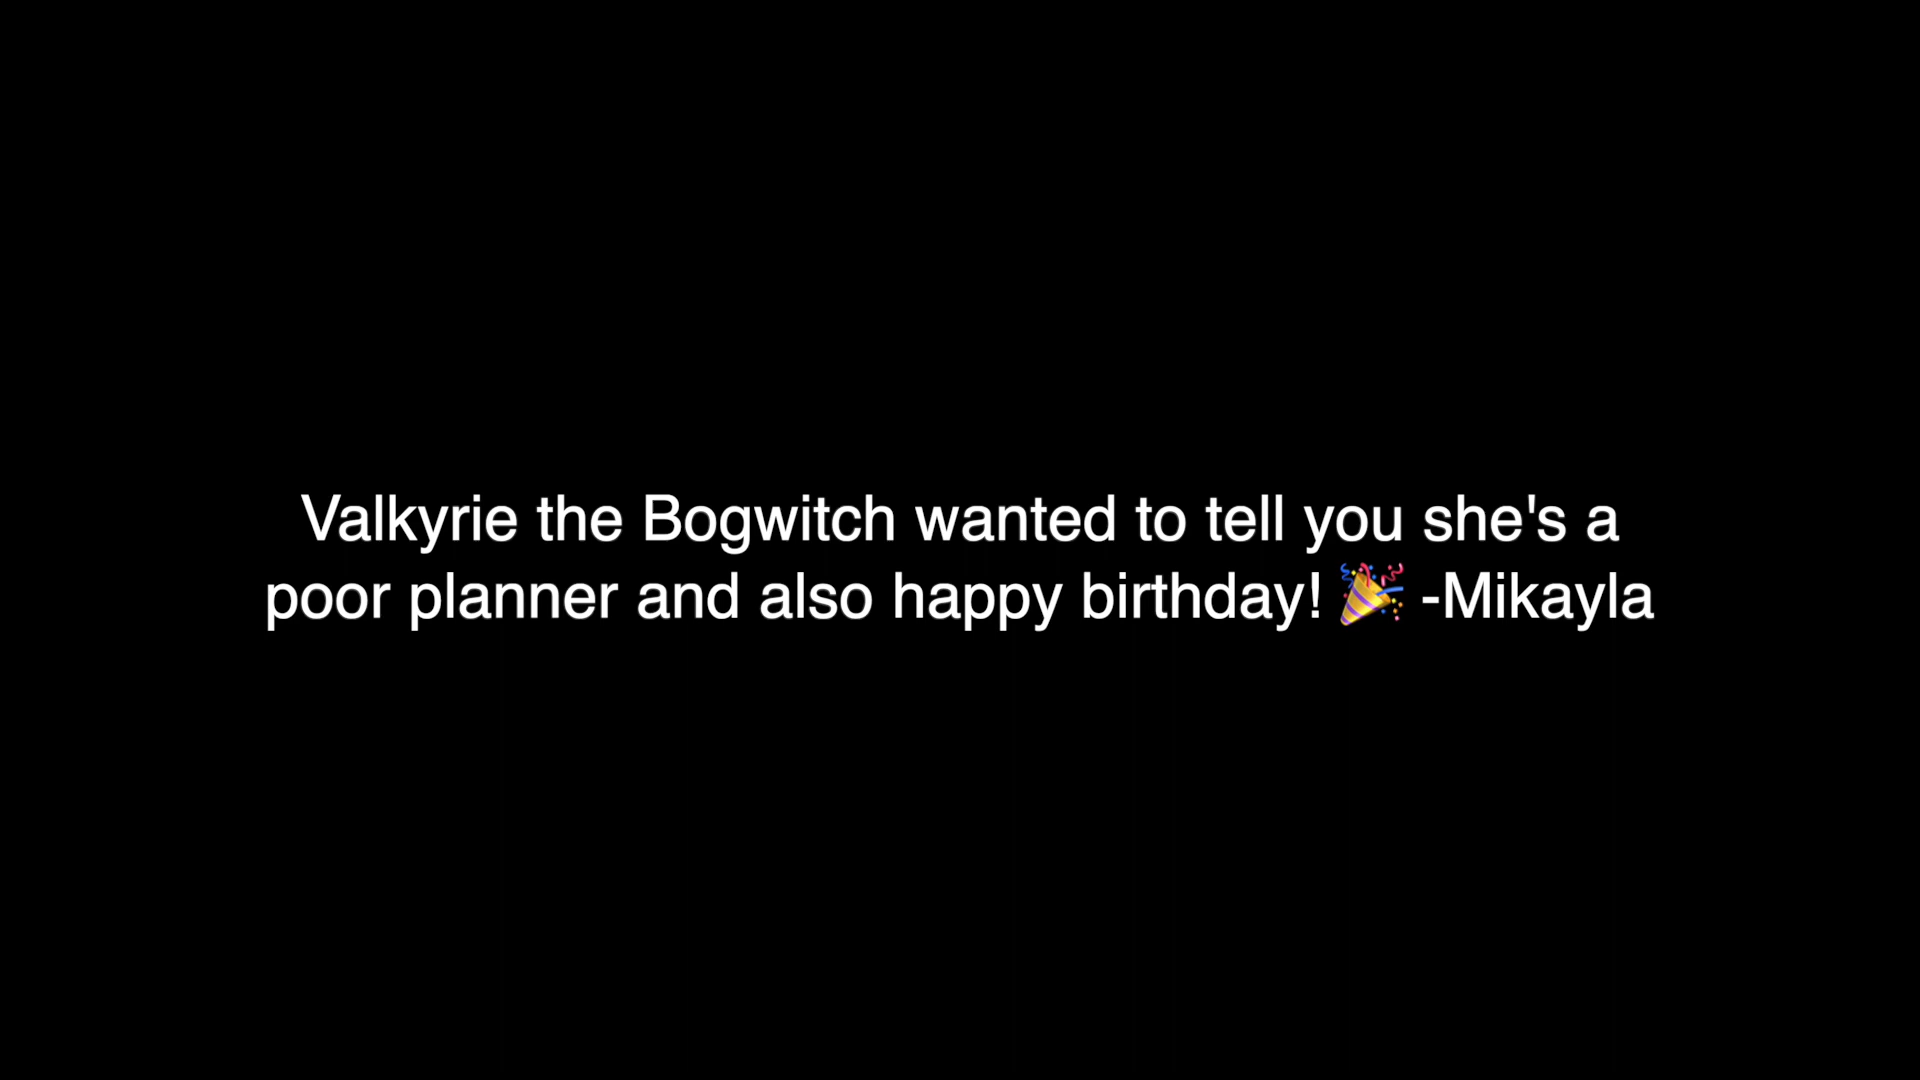 Valkyrie the Bogwitch wanted to tell you she's a
poor planner and also happy birthday! 🎉 -Mikayla